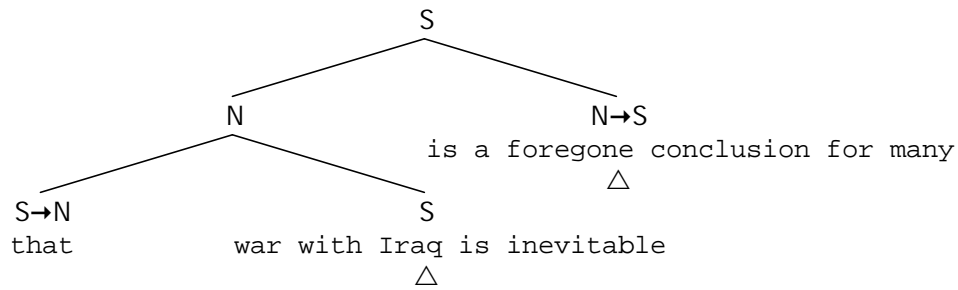 S
N N→S
is a foregone conclusion for many
S→N S
that war with Iraq is inevitable